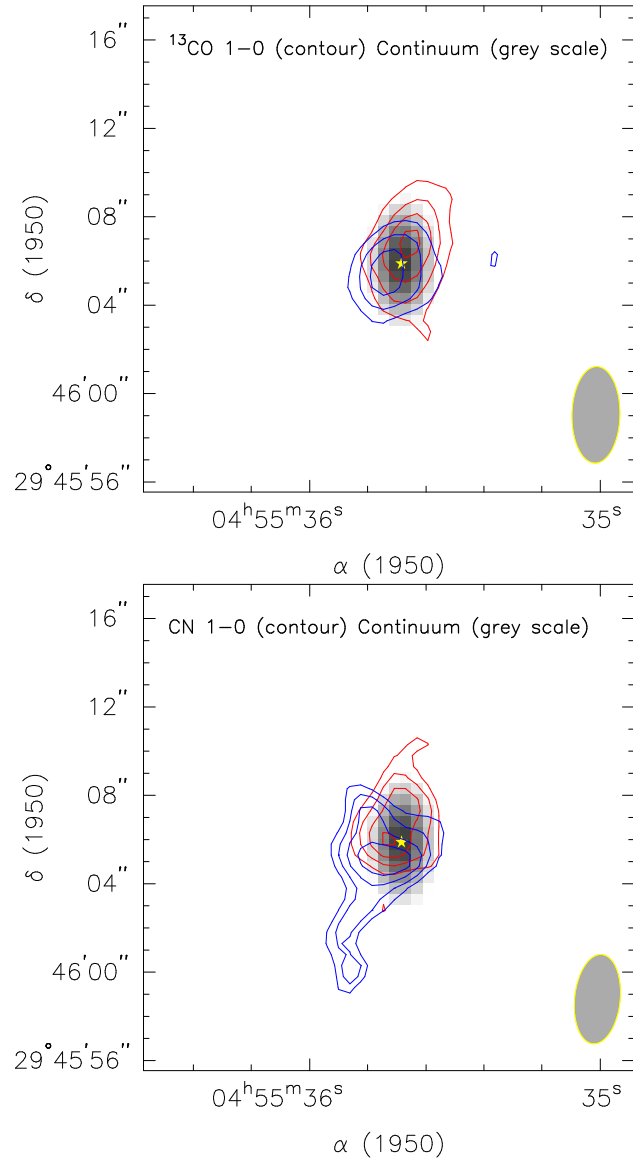 16"
¹³CO 1−0 (contour) Continuum (grey scale)
12"
08"
δ (1950)
04"
46'00"
29°45'56"
04ʰ55ᵐ36ˢ
35ˢ
α (1950)
16"
CN 1−0 (contour) Continuum (grey scale)
12"
08"
δ (1950)
04"
46'00"
29°45'56"
04ʰ55ᵐ36ˢ
35ˢ
α (1950)